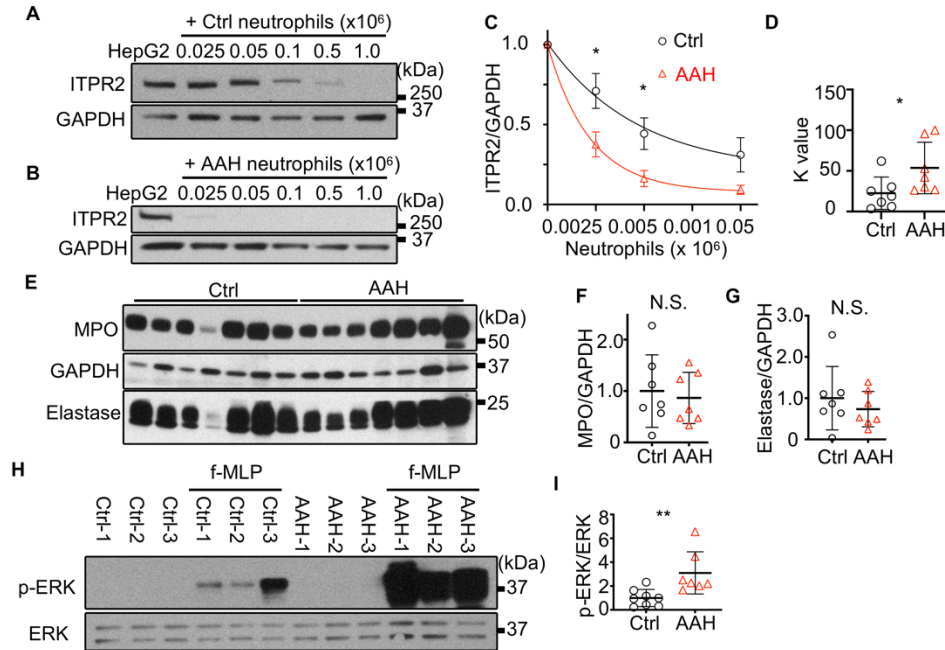 A
+ Ctrl neutrophils (x10⁶)
HepG2 0.025 0.05 0.1 0.5 1.0
(kDa)
ITPR2
250
GAPDH
37
B
+ AAH neutrophils (x10⁶)
HepG2 0.025 0.05 0.1 0.5 1.0
ITPR2
250
GAPDH
37
C
ITPR2/GAPDH
1.0
0.5
0.0
*
*
Ctrl
AAH
0 0.0025 0.005 0.001 0.05
Neutrophils (x 10⁶)
D
K value
150
100
50
0
*
Ctrl AAH
E
Ctrl AAH
(kDa)
MPO
50
GAPDH
37
Elastase
25
F
N.S.
MPO/GAPDH
3.0
2.0
1.0
0
Ctrl AAH
G
N.S.
Elastase/GAPDH
3.0
2.0
1.0
0
Ctrl AAH
H
f-MLP f-MLP
Ctrl-1 Ctrl-2 Ctrl-3 Ctrl-1 Ctrl-2 Ctrl-3 AAH-1 AAH-2 AAH-3 AAH-1 AAH-2 AAH-3
(kDa)
p-ERK
37
ERK
37
I
**
p-ERK/ERK
8
6
4
2
0
Ctrl AAH